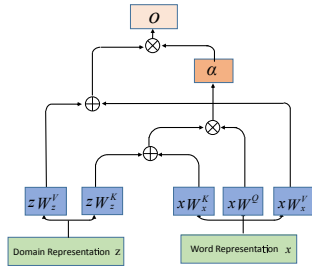 O
α
zW_z^V
zW_z^K
xW_x^K
xW^Q
xW_x^V
Domain Representation z
Word Representation x